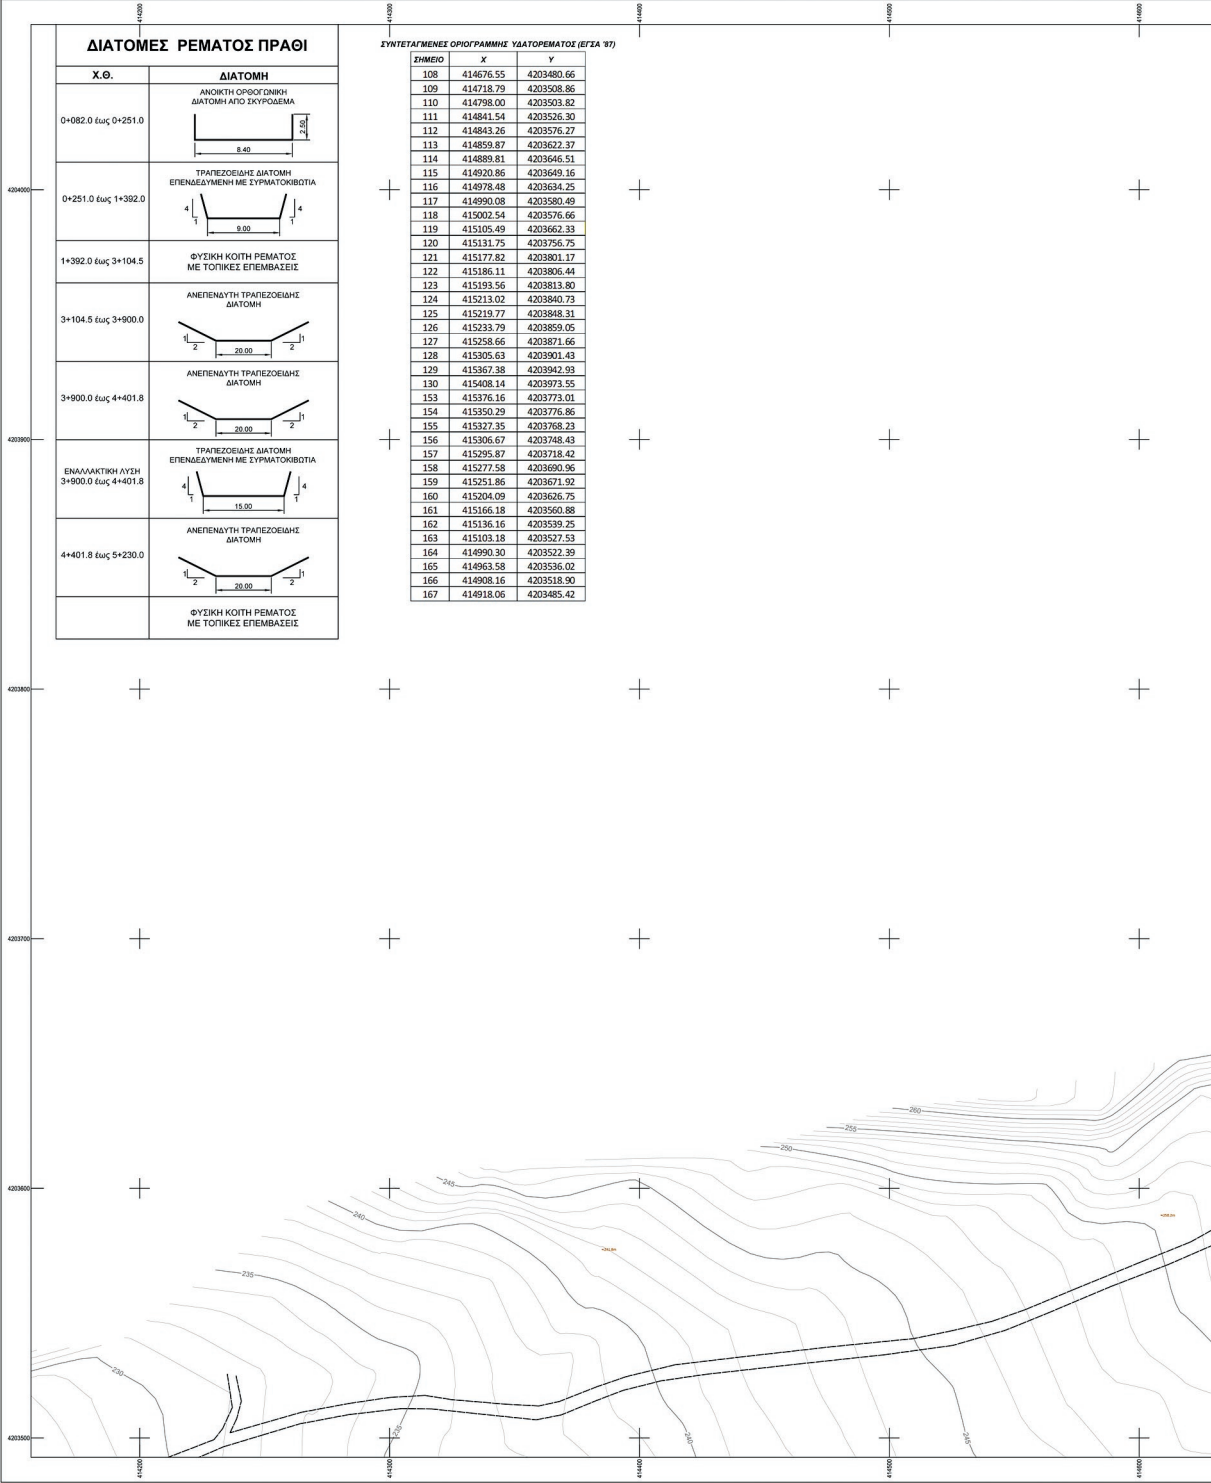 414200 414300 414400 414500 414600
ΔΙΑΤΟΜΕΣ ΡΕΜΑΤΟΣ ΠΡΑΘΙ
Χ.Θ. ΔΙΑΤΟΜΗ
0+082.0 έως 0+251.0
ΑΝΟΙΚΤΗ ΟΡΘΟΓΩΝΙΚΗ
ΔΙΑΤΟΜΗ ΑΠΟ ΣΚΥΡΟΔΕΜΑ
2.50
8.40
0+251.0 έως 1+392.0
ΤΡΑΠΕΖΟΕΙΔΗΣ ΔΙΑΤΟΜΗ
ΕΠΕΝΔΕΔΥΜΕΝΗ ΜΕ ΣΥΡΜΑΤΟΚΙΒΩΤΙΑ
4 4
1 1
9.00
1+392.0 έως 3+104.5
ΦΥΣΙΚΗ ΚΟΙΤΗ ΡΕΜΑΤΟΣ
ΜΕ ΤΟΠΙΚΕΣ ΕΠΕΜΒΑΣΕΙΣ
3+104.5 έως 3+900.0
ΑΝΕΠΕΝΔΥΤΗ ΤΡΑΠΕΖΟΕΙΔΗΣ
ΔΙΑΤΟΜΗ
1 1
2 2
20.00
3+900.0 έως 4+401.8
ΑΝΕΠΕΝΔΥΤΗ ΤΡΑΠΕΖΟΕΙΔΗΣ
ΔΙΑΤΟΜΗ
1 1
2 2
20.00
ΕΝΑΛΛΑΚΤΙΚΗ ΛΥΣΗ
3+900.0 έως 4+401.8
ΤΡΑΠΕΖΟΕΙΔΗΣ ΔΙΑΤΟΜΗ
ΕΠΕΝΔΕΔΥΜΕΝΗ ΜΕ ΣΥΡΜΑΤΟΚΙΒΩΤΙΑ
4 4
1 1
15.00
4+401.8 έως 5+230.0
ΑΝΕΠΕΝΔΥΤΗ ΤΡΑΠΕΖΟΕΙΔΗΣ
ΔΙΑΤΟΜΗ
1 1
2 2
20.00
ΦΥΣΙΚΗ ΚΟΙΤΗ ΡΕΜΑΤΟΣ
ΜΕ ΤΟΠΙΚΕΣ ΕΠΕΜΒΑΣΕΙΣ
ΣΥΝΤΕΤΑΓΜΕΝΕΣ ΟΡΙΟΓΡΑΜΜΗΣ ΥΔΑΤΟΡΕΜΑΤΟΣ (ΕΓΣΑ '87)
ΣΗΜΕΙΟ X Y
108 414676.55 4203480.66
109 414718.79 4203508.86
110 414798.00 4203503.82
111 414841.54 4203526.30
112 414843.26 4203576.27
113 414859.87 4203622.37
114 414889.81 4203646.51
115 414920.86 4203649.16
116 414978.48 4203634.25
117 414990.08 4203580.49
118 415002.54 4203576.66
119 415105.49 4203662.33
120 415131.75 4203756.75
121 415177.82 4203801.17
122 415186.11 4203806.44
123 415193.56 4203813.80
124 415213.02 4203840.73
125 415219.77 4203848.31
126 415233.79 4203859.05
127 415258.66 4203871.66
128 415305.63 4203901.43
129 415367.38 4203942.93
130 415408.14 4203973.55
153 415376.16 4203773.01
154 415350.29 4203776.86
155 415327.35 4203768.23
156 415306.67 4203748.43
157 415295.87 4203718.42
158 415277.58 4203690.96
159 415251.86 4203671.92
160 415204.09 4203626.75
161 415166.18 4203560.88
162 415136.16 4203539.25
163 415103.18 4203527.53
164 414990.30 4203522.39
165 414963.58 4203536.02
166 414908.16 4203518.90
167 414918.06 4203485.42
4204000
4203900
4203800
4203700
4203600
4203500
260
255
250
245
240
235
230
235
240
245
414200 414300 414400 414500 414600